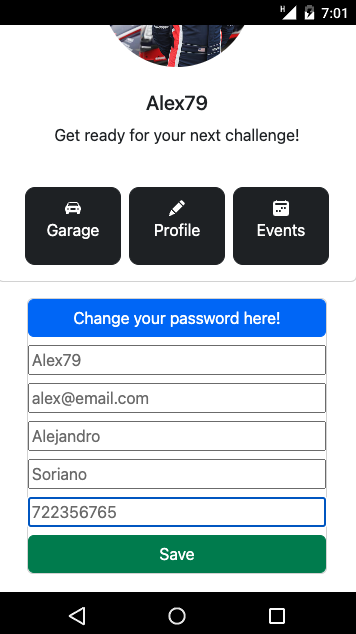 H 7:01
Alex79
Get ready for your next challenge!
Garage Profile Events
Change your password here!
Alex79
alex@email.com
Alejandro
Soriano
722356765
Save